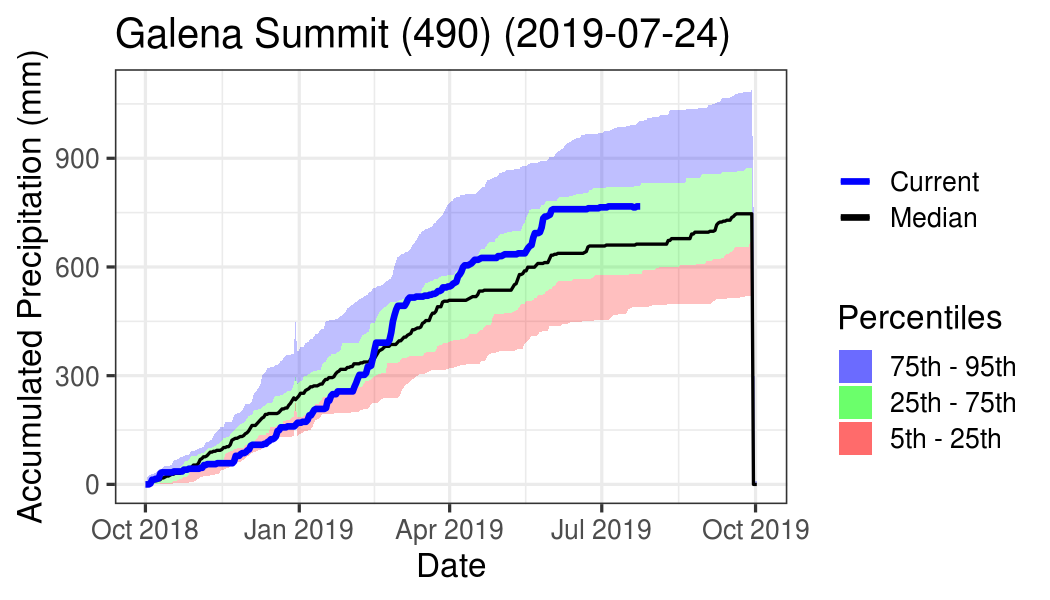 Galena Summit (490) (2019-07-24)
Accumulated Precipitation (mm)
900
600
300
0
Oct 2018
Jan 2019
Apr 2019
Jul 2019
Oct 2019
Date
Current
Median
Percentiles
75th - 95th
25th - 75th
5th - 25th